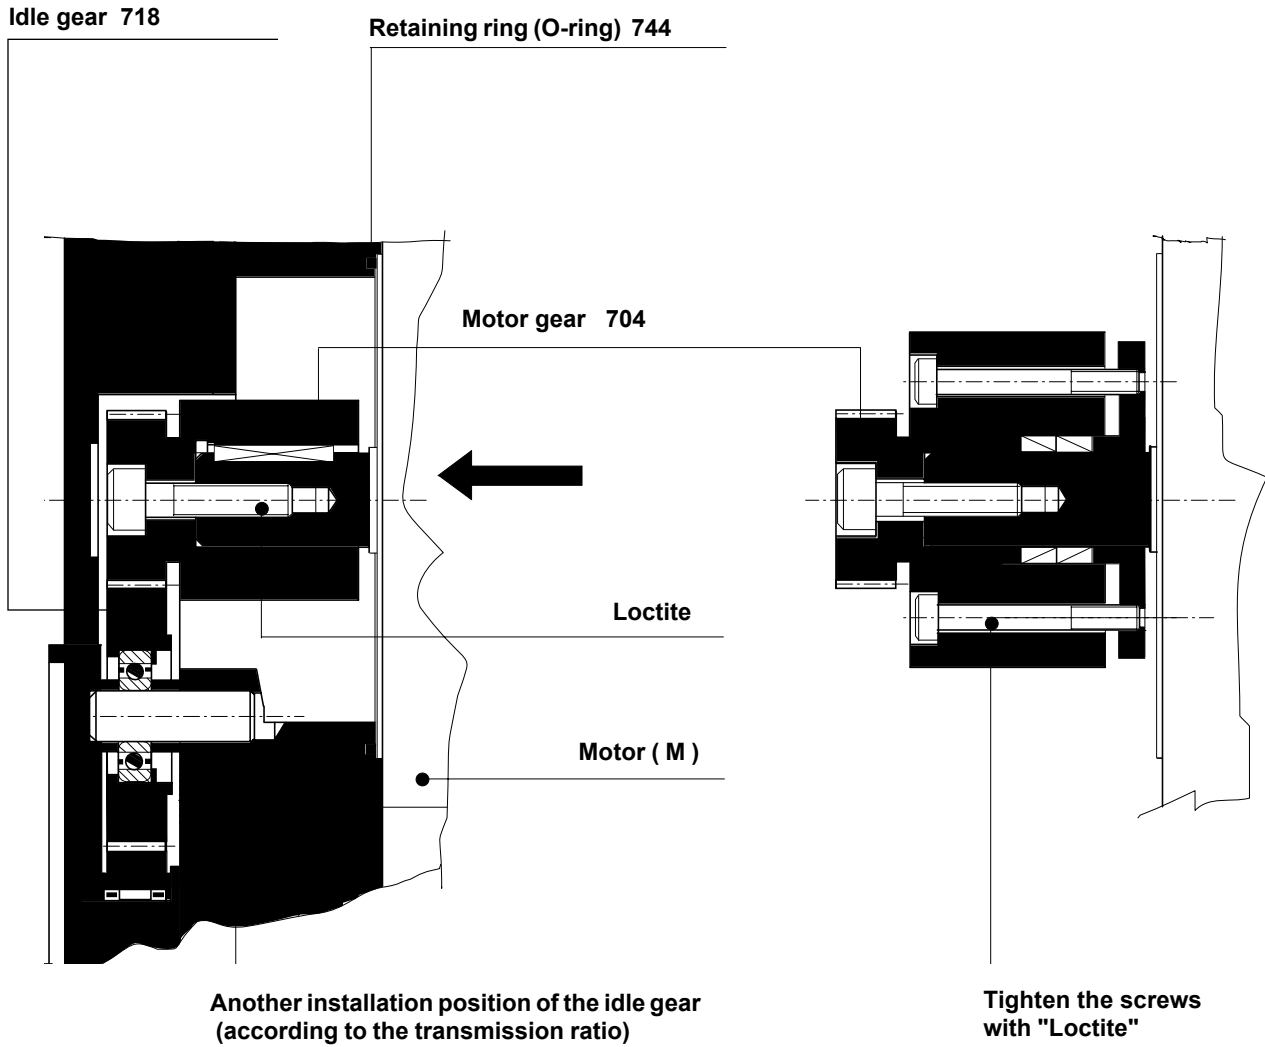 Idle gear 718
Retaining ring (O-ring) 744
Motor gear 704
Loctite
Motor ( M )
Another installation position of the idle gear
(according to the transmission ratio)
Tighten the screws
with "Loctite"